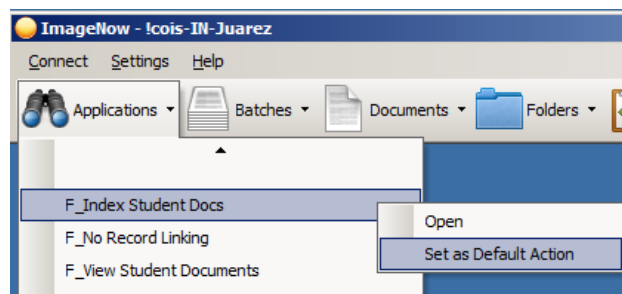 ImageNow - !cois-IN-Juarez
Connect Settings Help
Applications Batches Documents Folders
F_Index Student Docs
Open
F_No Record Linking
Set as Default Action
F_View Student Documents